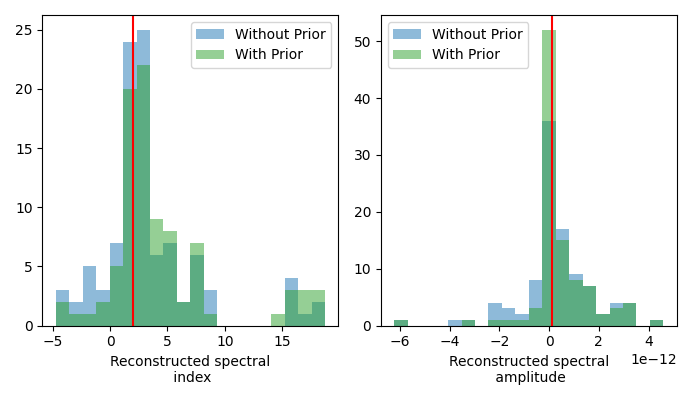 25
20
15
10
5
0
−5
0
5
10
15
Without Prior
With Prior
Reconstructed spectral
index
50
40
30
20
10
0
−6
−4
−2
0
2
4
1e−12
Without Prior
With Prior
Reconstructed spectral
amplitude